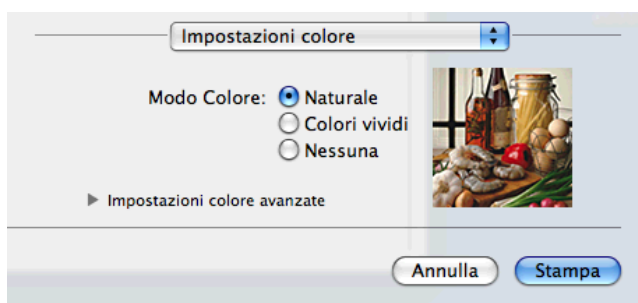 Impostazioni colore
Modo Colore: Naturale
Colori vividi
Nessuna
Impostazioni colore avanzate
Annulla Stampa